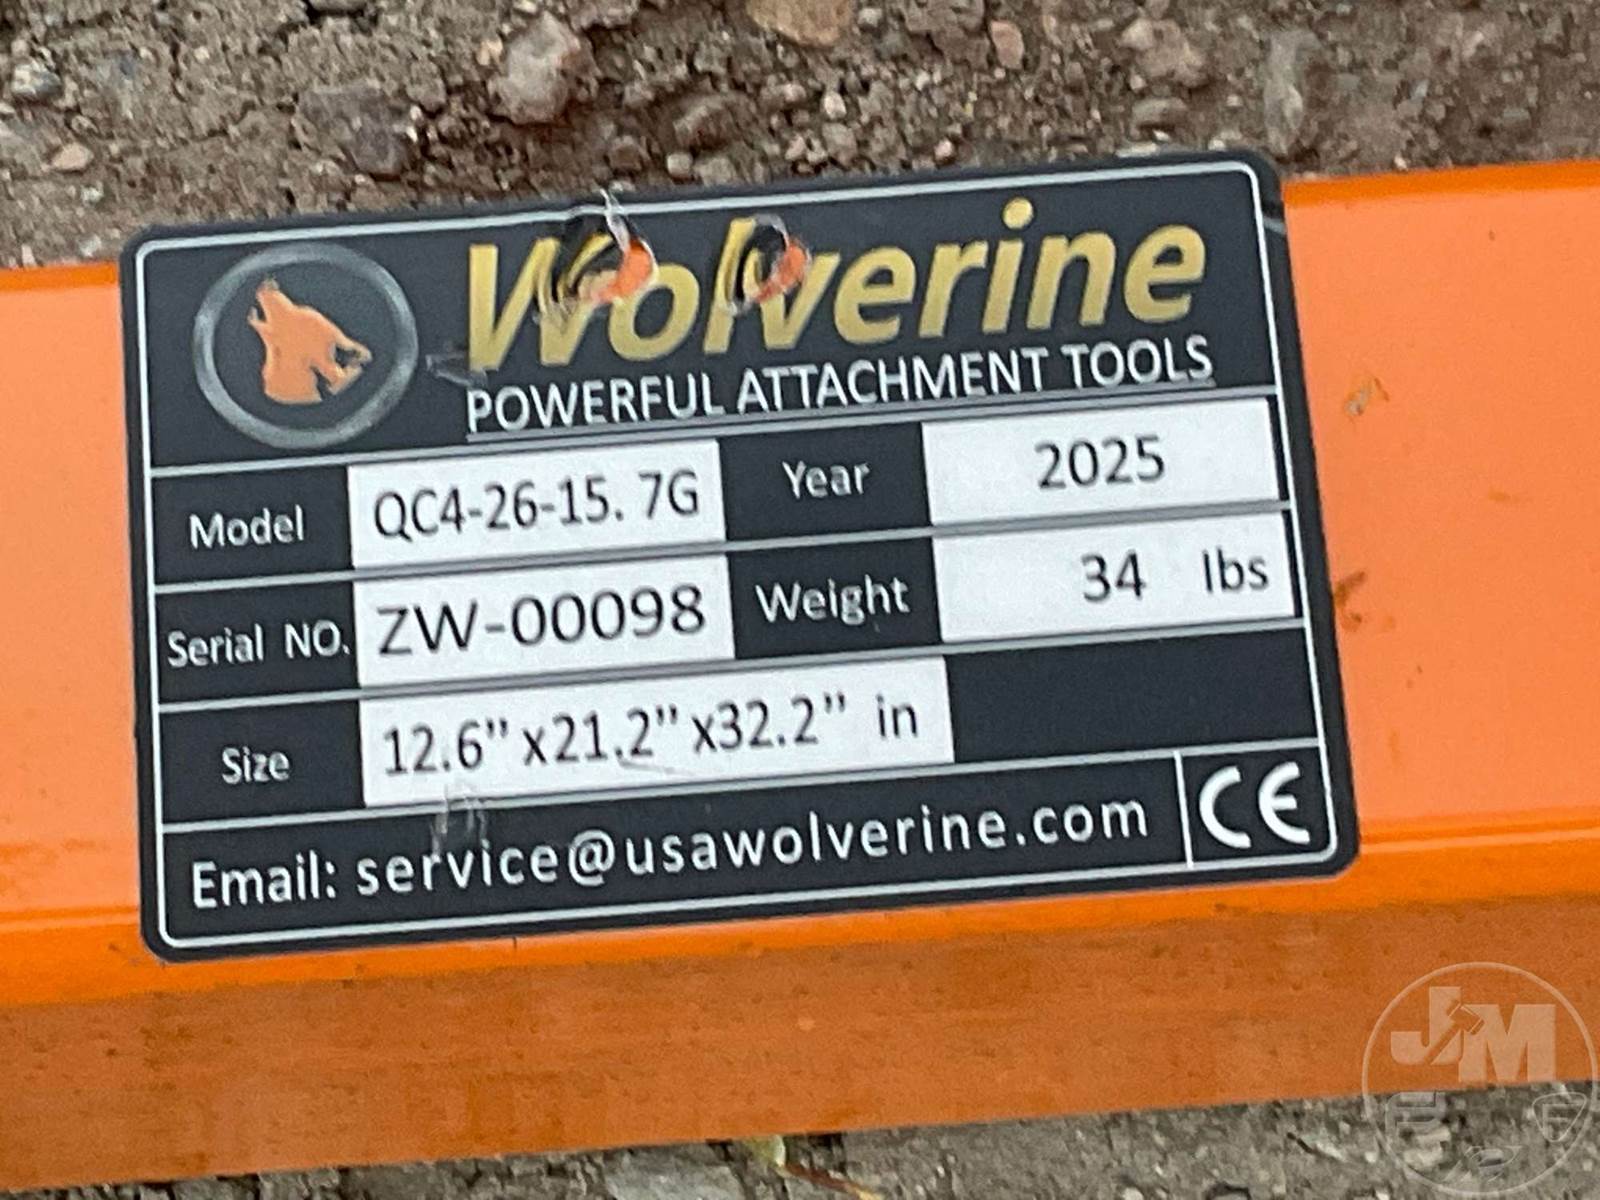 Wolverine
POWERFUL ATTACHMENT TOOLS
Model QC4-26-15. 7G Year 2025
Serial NO. ZW-00098 Weight 34 lbs
Size 12.6" x21.2" x32.2" in
Email: service@usawolverine.com CE
JM